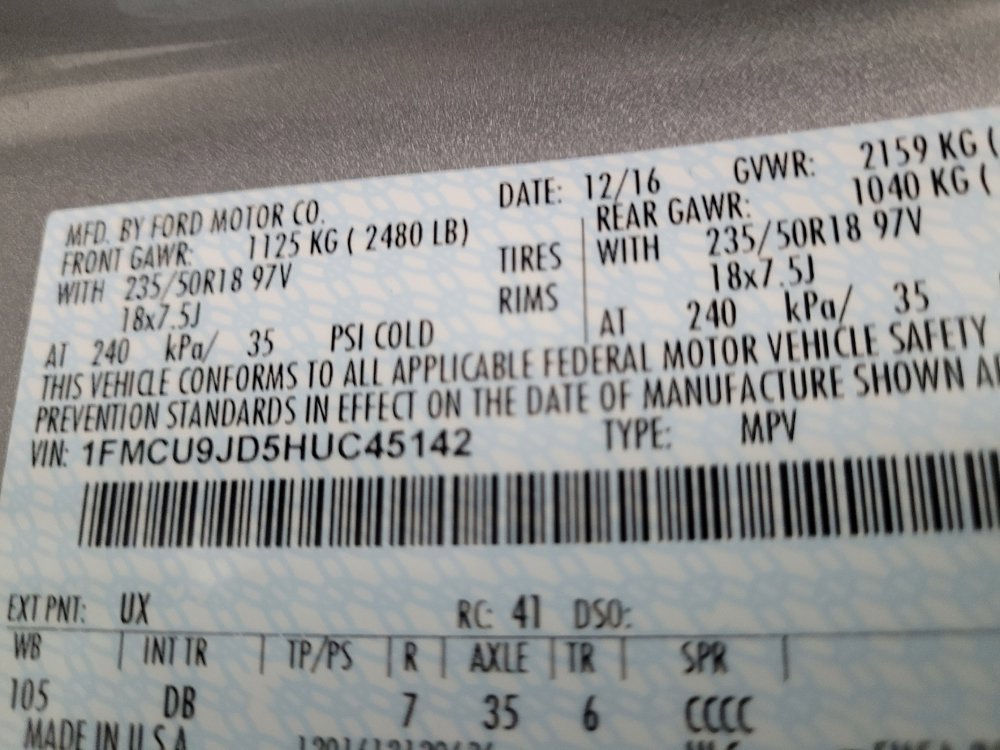 MFD. BY FORD MOTOR CO. DATE: 12/16 GVWR: 2159 KG (
FRONT GAWR: 1125 KG ( 2480 LB) REAR GAWR: 1040 KG (
WITH 235/50R18 97V TIRES WITH 235/50R18 97V
18x7.5J RIMS 18x7.5J
AT 240 kPa/ 35 PSI COLD AT 240 kPa/ 35
THIS VEHICLE CONFORMS TO ALL APPLICABLE FEDERAL MOTOR VEHICLE SAFETY
PREVENTION STANDARDS IN EFFECT ON THE DATE OF MANUFACTURE SHOWN
VIN: 1FMCU9JD5HUC45142 TYPE: MPV
EXT PNT: UX RC: 41 DSO:
WB INT TR TP/PS R AXLE TR SPR
105 DB 7 35 6 CCCC
MADE IN U.S.A